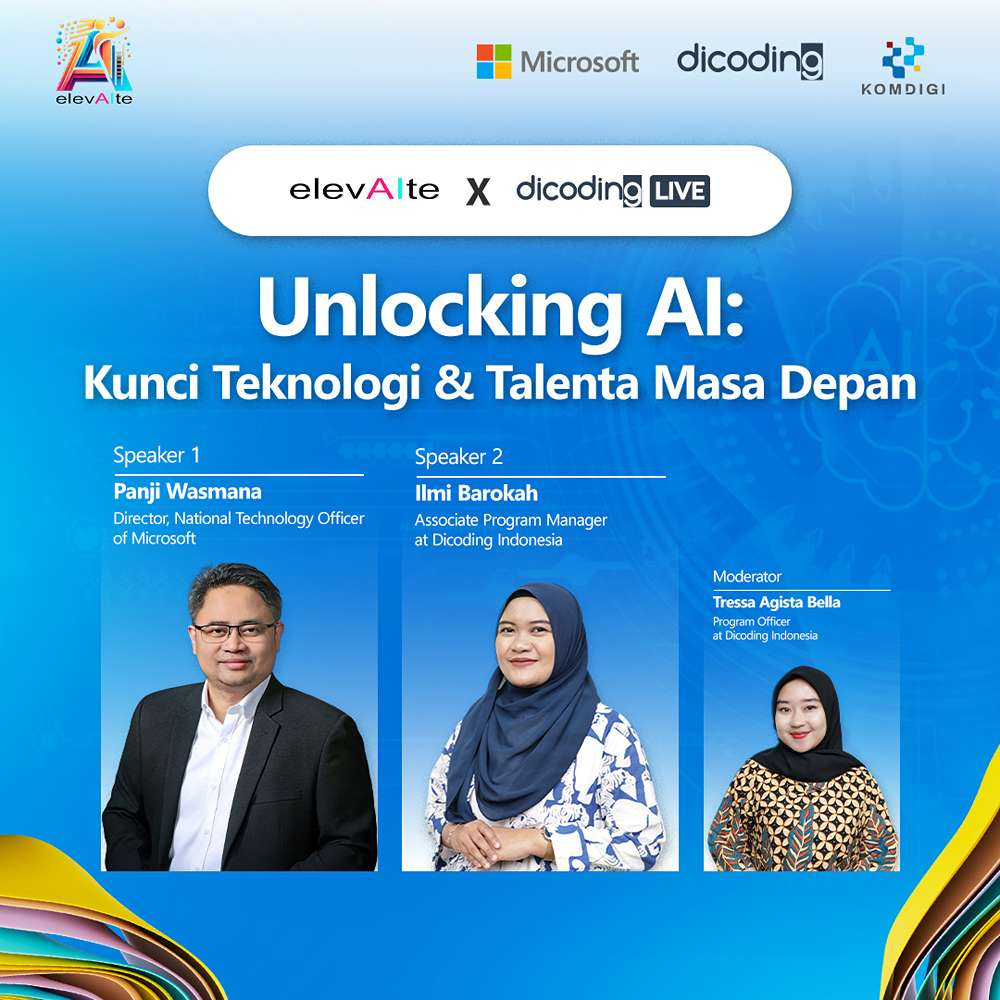 elevAIte
Microsoft
dicoding
KOMDIGI
elevAIte X dicoding LIVE
Unlocking AI:
Kunci Teknologi & Talenta Masa Depan
Speaker 1
Panji Wasmana
Director, National Technology Officer
of Microsoft
Speaker 2
Ilmi Barokah
Associate Program Manager
at Dicoding Indonesia
Moderator
Tressa Agista Bella
Program Officer
at Dicoding Indonesia
AI